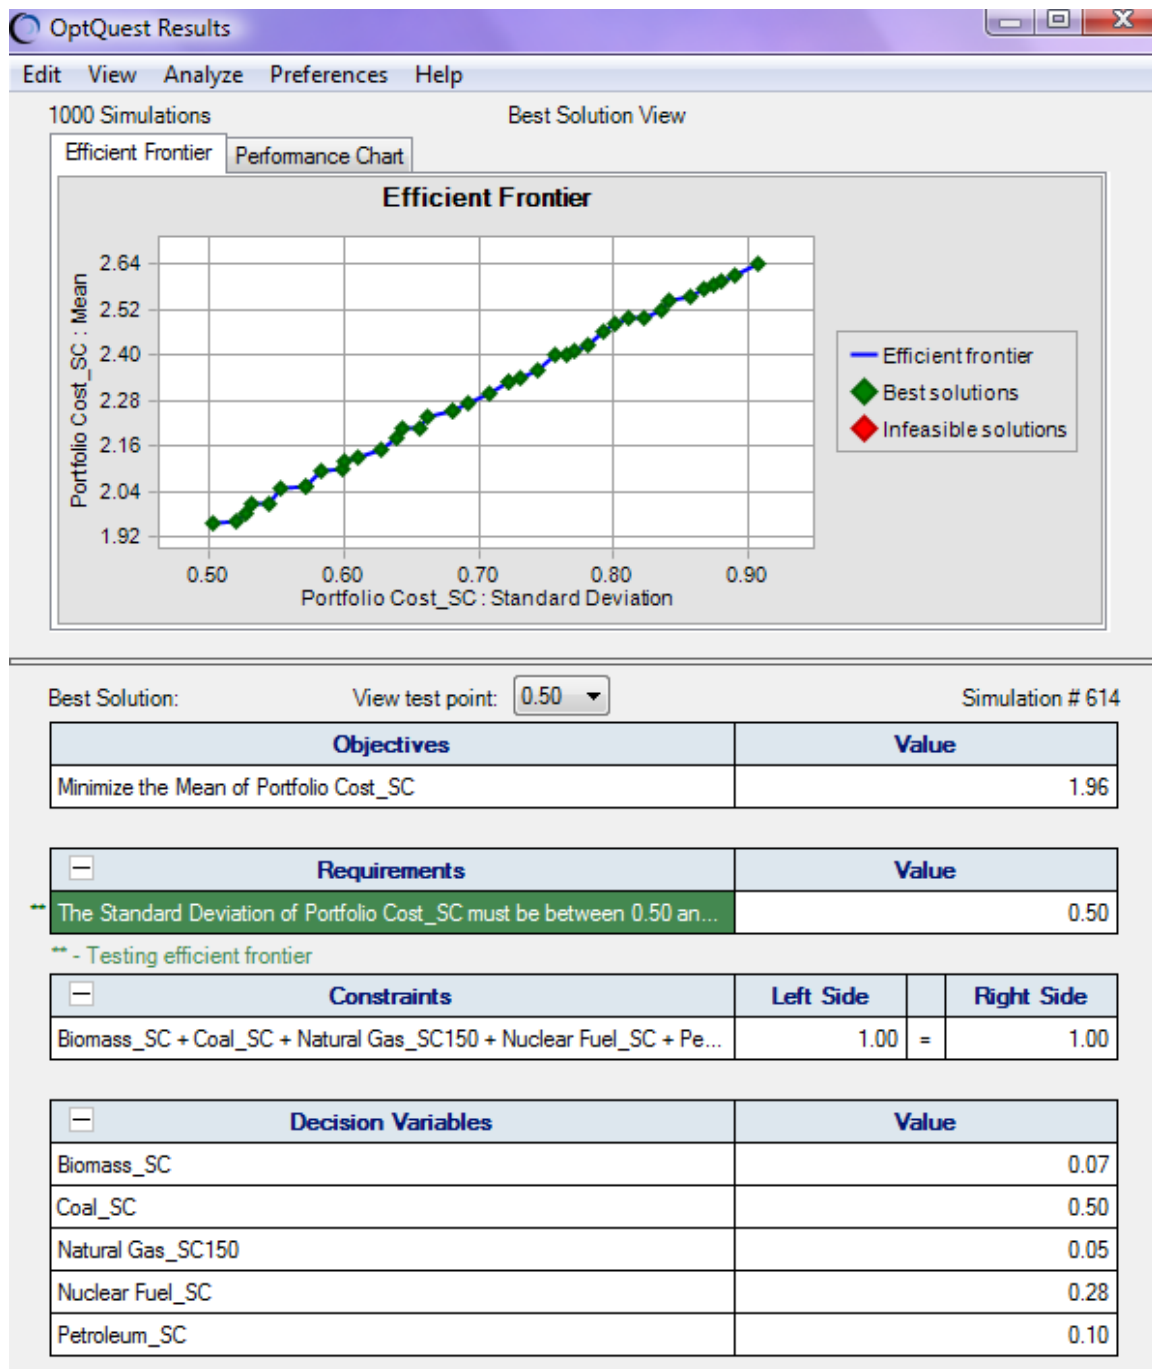 OptQuest Results
Edit View Analyze Preferences Help
1000 Simulations Best Solution View
Efficient Frontier Performance Chart
Efficient Frontier
Portfolio Cost_SC : Mean
2.64
2.52
2.40
2.28
2.16
2.04
1.92
0.50 0.60 0.70 0.80 0.90
Portfolio Cost_SC : Standard Deviation
Efficient frontier
Best solutions
Infeasible solutions
Best Solution: View test point: 0.50 Simulation # 614
Objectives Value
Minimize the Mean of Portfolio Cost_SC 1.96
Requirements Value
** The Standard Deviation of Portfolio Cost_SC must be between 0.50 an... 0.50
** - Testing efficient frontier
Constraints Left Side Right Side
Biomass_SC + Coal_SC + Natural Gas_SC150 + Nuclear Fuel_SC + Pe... 1.00 = 1.00
Decision Variables Value
Biomass_SC 0.07
Coal_SC 0.50
Natural Gas_SC150 0.05
Nuclear Fuel_SC 0.28
Petroleum_SC 0.10